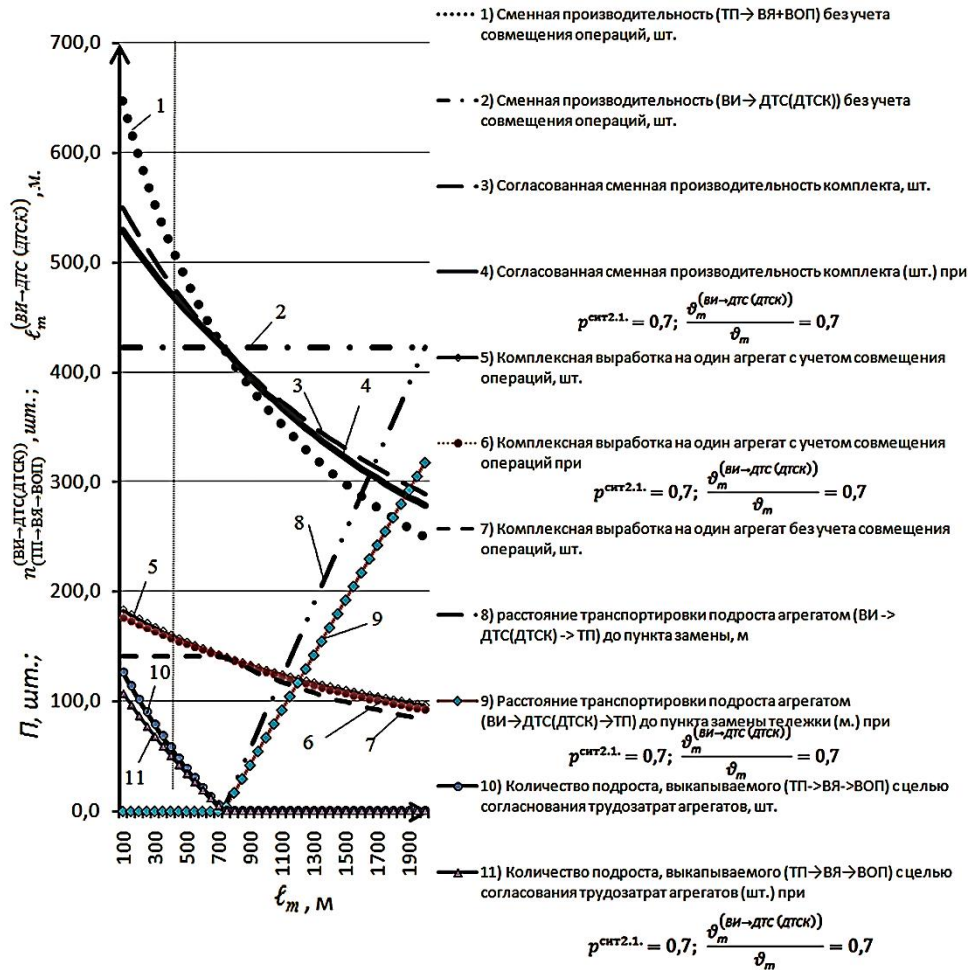 700,0
600,0
500,0
400,0
300,0
200,0
100,0
0,0
П, шт.; n(ТП→ВЯ→ВОП)(ВИ→ДТС(ДТСК)), шт.; ℓm(ВИ→ДТС (ДТСК)), м.
100
300
500
700
900
1100
1300
1500
1700
1900
ℓm, м
1
2
3
4
5
6
7
8
9
10
11
1) Сменная производительность (ТП→ ВЯ+ВОП) без учета
совмещения операций, шт.
2) Сменная производительность (ВИ→ ДТС(ДТСК)) без учета
совмещения операций, шт.
3) Согласованная сменная производительность комплекта, шт.
4) Согласованная сменная производительность комплекта (шт.) при
pсит2.1. = 0,7; ϑm(ВИ→ДТС (ДТСК)) / ϑm = 0,7
5) Комплексная выработка на один агрегат с учетом совмещения
операций, шт.
6) Комплексная выработка на один агрегат с учетом совмещения
операций при
pсит2.1. = 0,7; ϑm(ВИ→ДТС (ДТСК)) / ϑm = 0,7
7) Комплексная выработка на один агрегат без учета совмещения
операций, шт.
8) расстояние транспортировки подроста агрегатом (ВИ ->
ДТС(ДТСК) -> ТП) до пункта замены, м
9) Расстояние транспортировки подроста агрегатом
(ВИ→ДТС(ДТСК)→ТП) до пункта замены тележки (м.) при
pсит2.1. = 0,7; ϑm(ВИ→ДТС (ДТСК)) / ϑm = 0,7
10) Количество подроста, выкапываемого (ТП->ВЯ->ВОП) с целью
согласнования трудозатрат агрегатов, шт.
11) Количество подроста, выкапываемого (ТП→ВЯ→ВОП) с целью
согласования трудозатрат агрегатов (шт.) при
pсит2.1. = 0,7; ϑm(ВИ→ДТС (ДТСК)) / ϑm = 0,7